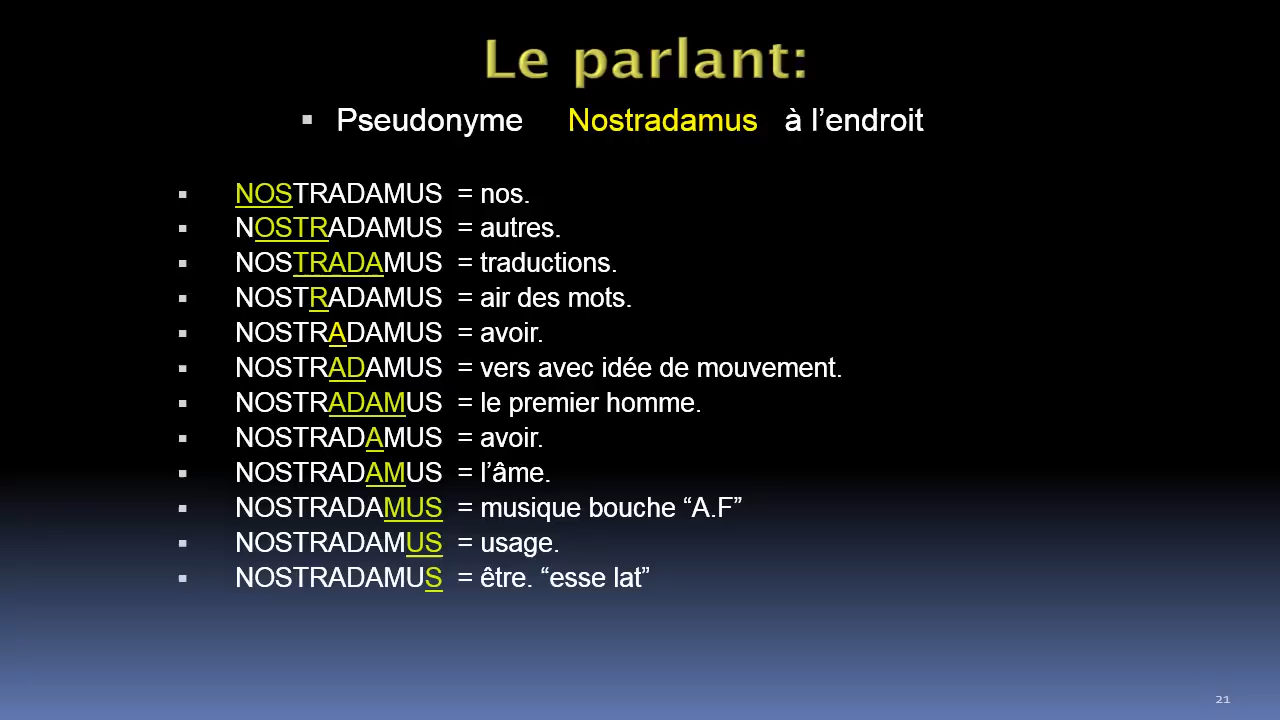 Le parlant:
▪ Pseudonyme Nostradamus à l’endroit
▪ NOSTRADAMUS = nos.
▪ NOSTRADAMUS = autres.
▪ NOSTRADAMUS = traductions.
▪ NOSTRADAMUS = air des mots.
▪ NOSTRADAMUS = avoir.
▪ NOSTRADAMUS = vers avec idée de mouvement.
▪ NOSTRADAMUS = le premier homme.
▪ NOSTRADAMUS = avoir.
▪ NOSTRADAMUS = l’âme.
▪ NOSTRADAMUS = musique bouche “A.F”
▪ NOSTRADAMUS = usage.
▪ NOSTRADAMUS = être. “esse lat”
21